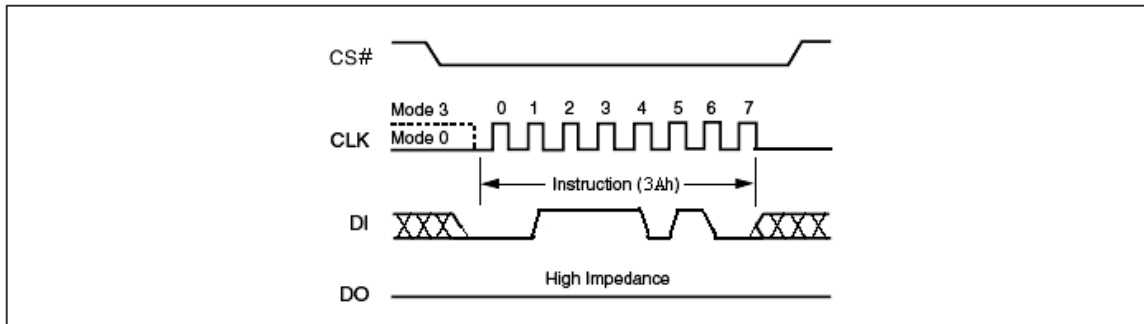 CS#
Mode 3
0 1 2 3 4 5 6 7
CLK
Mode 0
Instruction (3Ah)
DI
High Impedance
DO